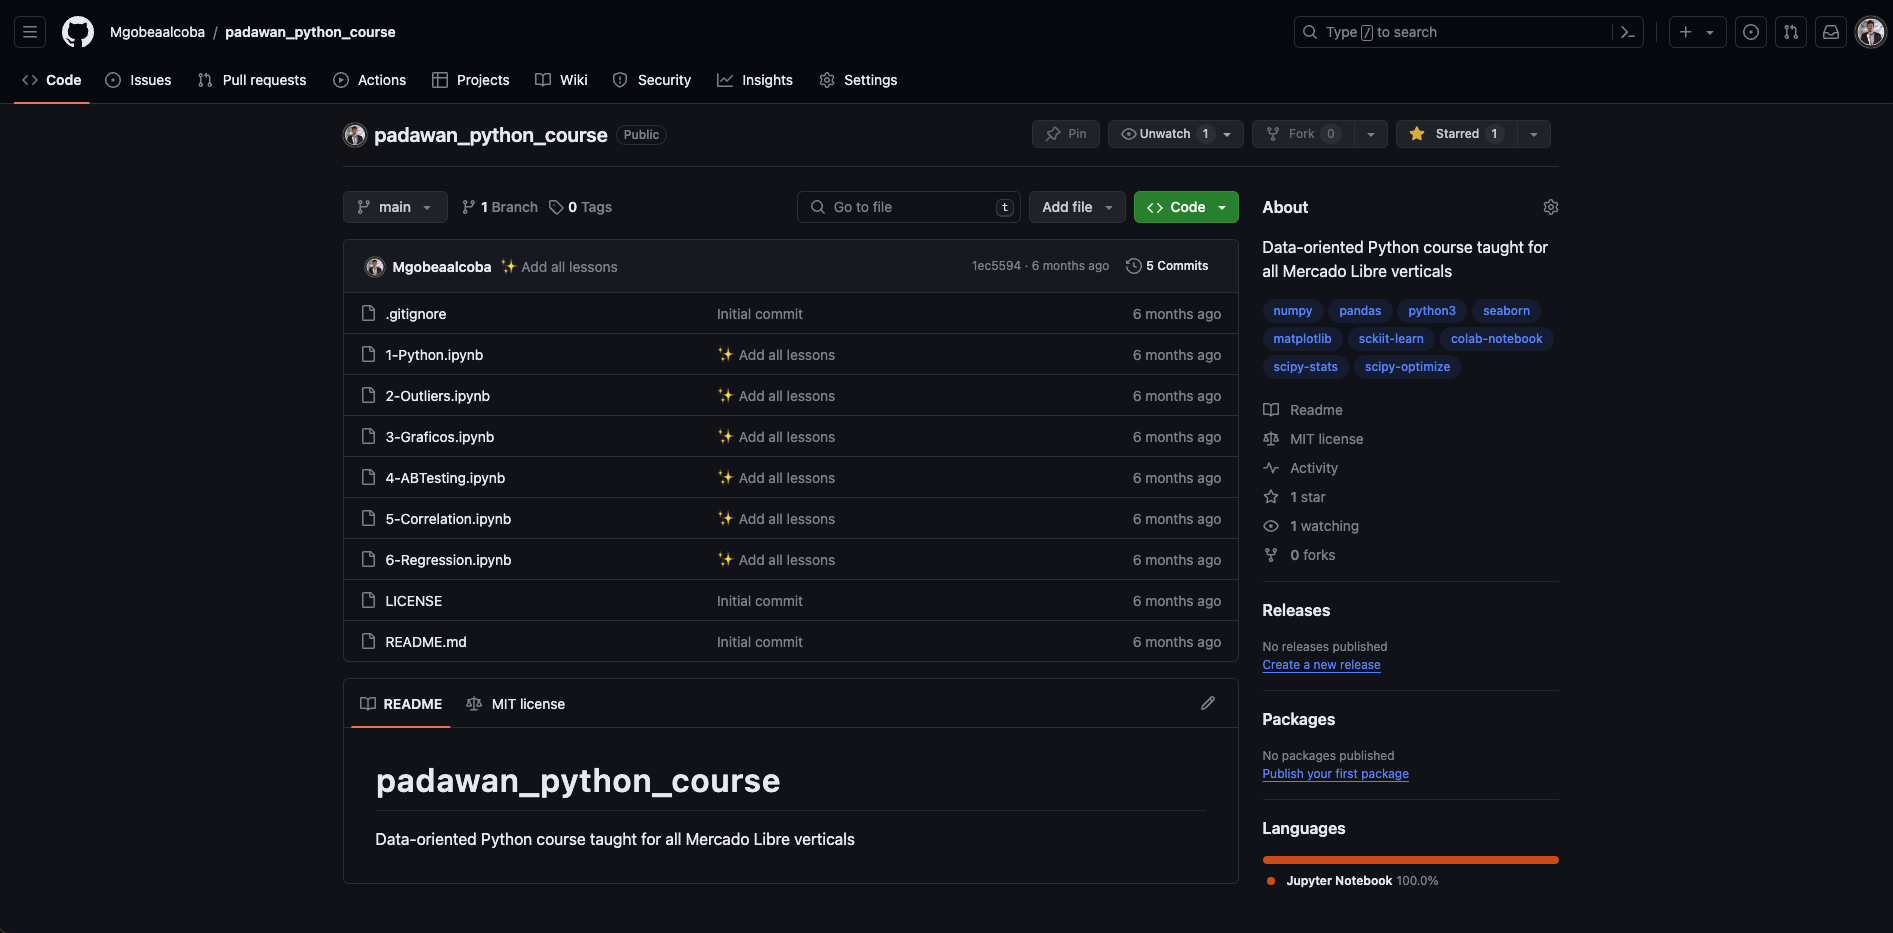 Mgobeaalcoba / padawan_python_course
Type / to search
Code Issues Pull requests Actions Projects Wiki Security Insights Settings
padawan_python_course Public
Pin Unwatch 1 Fork 0 Starred 1
main 1 Branch 0 Tags
Go to file t Add file Code
Mgobeaalcoba ✨ Add all lessons 1ec5594 · 6 months ago 5 Commits
.gitignore Initial commit 6 months ago
1-Python.ipynb ✨ Add all lessons 6 months ago
2-Outliers.ipynb ✨ Add all lessons 6 months ago
3-Graficos.ipynb ✨ Add all lessons 6 months ago
4-ABTesting.ipynb ✨ Add all lessons 6 months ago
5-Correlation.ipynb ✨ Add all lessons 6 months ago
6-Regression.ipynb ✨ Add all lessons 6 months ago
LICENSE Initial commit 6 months ago
README.md Initial commit 6 months ago
README MIT license
padawan_python_course
Data-oriented Python course taught for all Mercado Libre verticals
About
Data-oriented Python course taught for
all Mercado Libre verticals
numpy pandas python3 seaborn
matplotlib sckiit-learn colab-notebook
scipy-stats scipy-optimize
Readme
MIT license
Activity
1 star
1 watching
0 forks
Releases
No releases published
Create a new release
Packages
No packages published
Publish your first package
Languages
Jupyter Notebook 100.0%